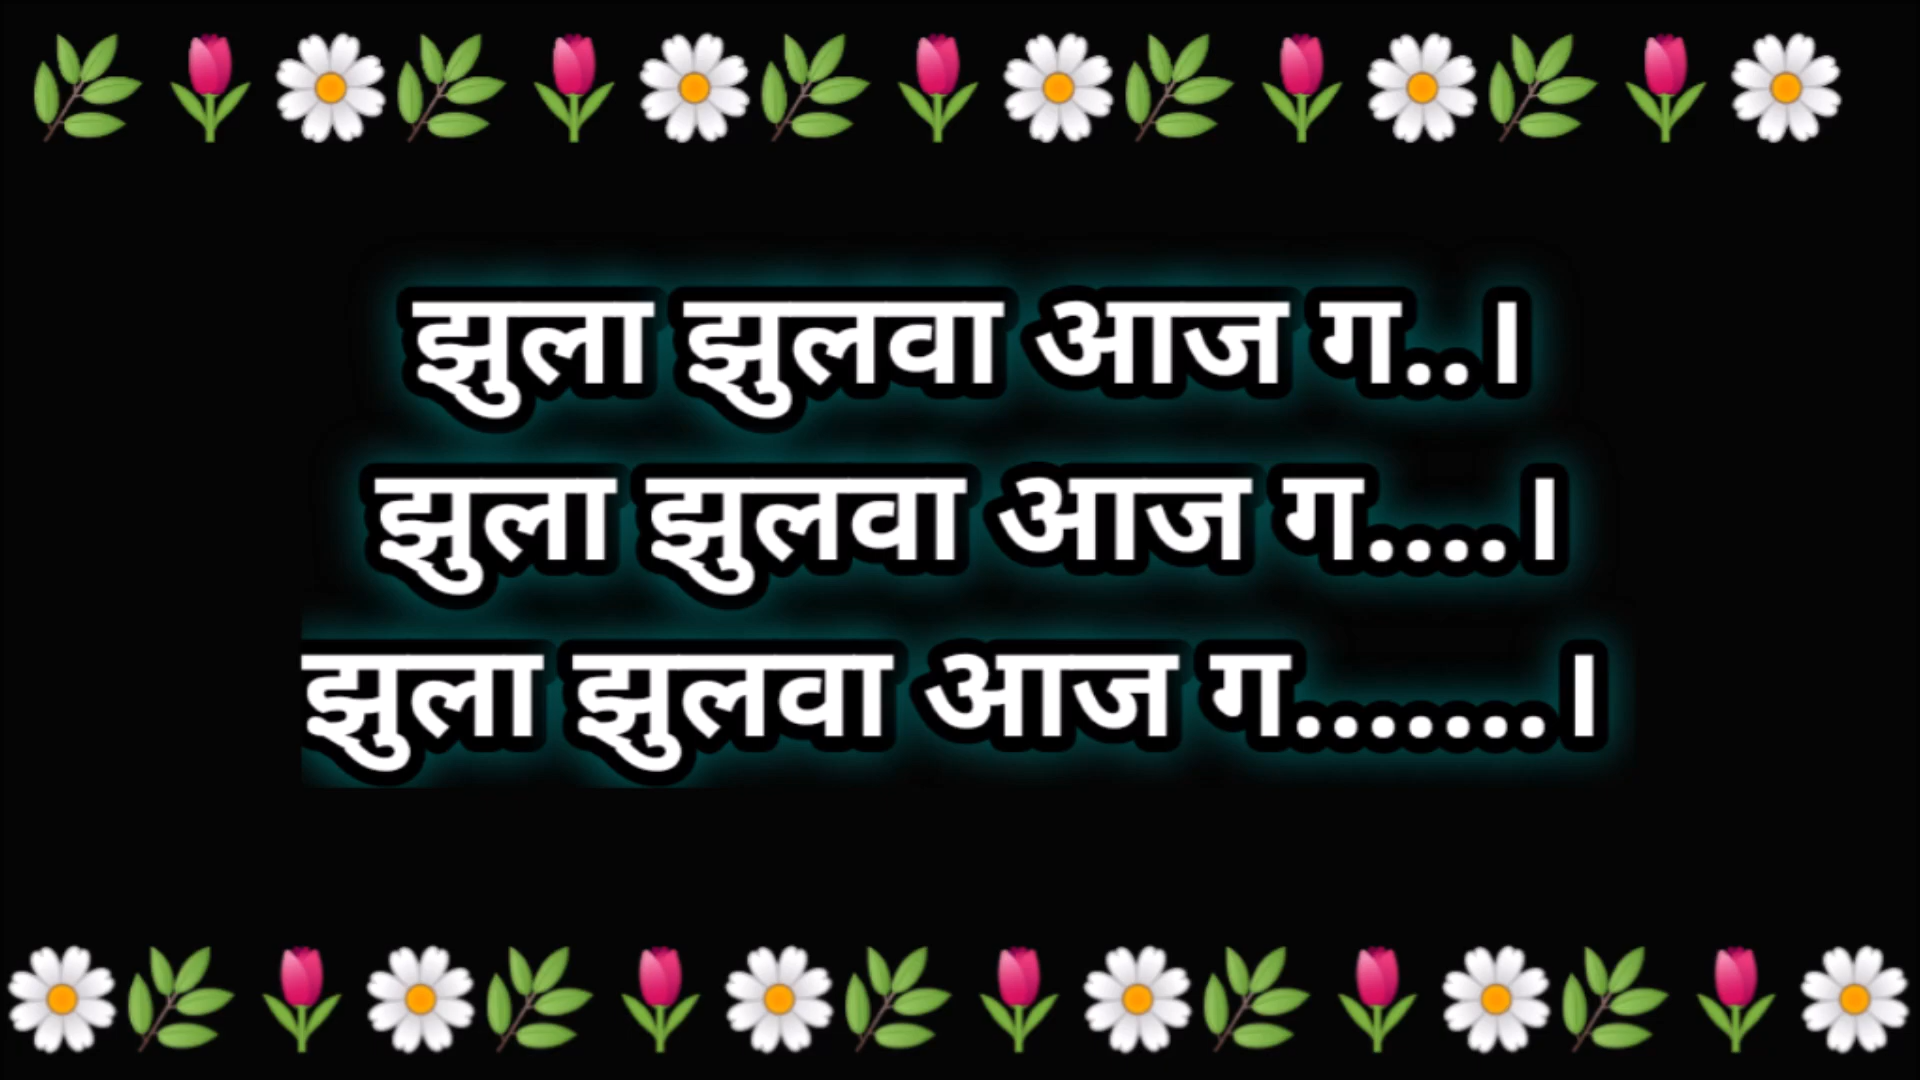 झुला झुलवा आज ग..।
झुला झुलवा आज ग....।
झुला झुलवा आज ग.......।